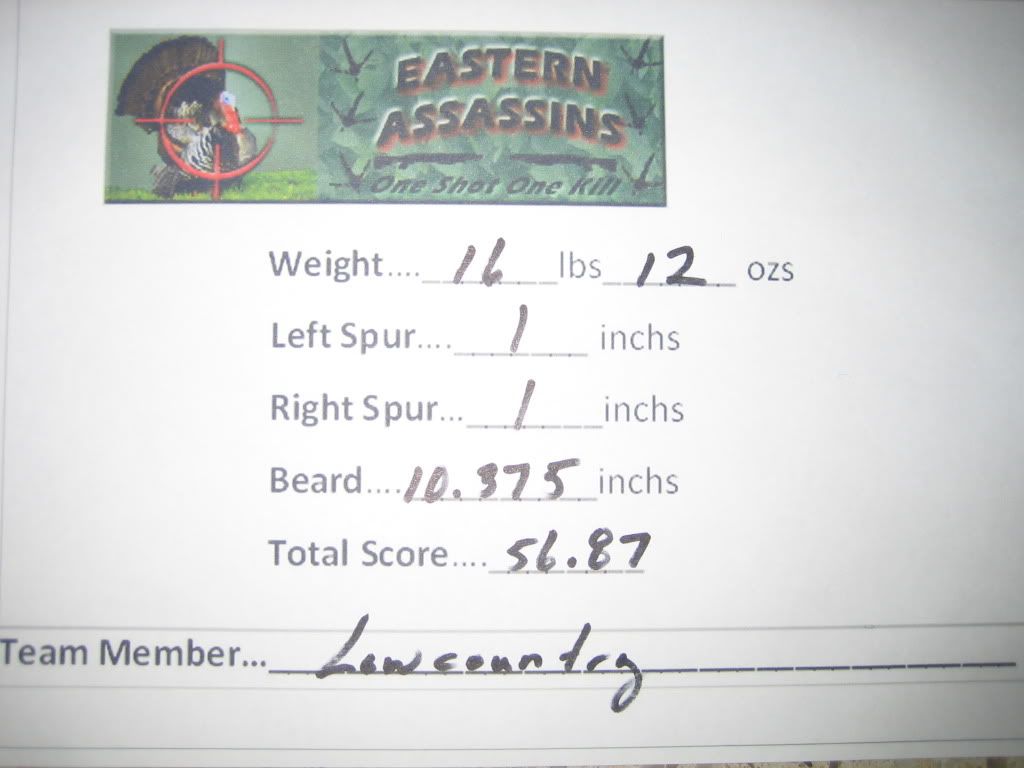 EASTERN
ASSASSINS
One Shot One Kill
Weight.... 16 lbs 12 ozs
Left Spur.... 1 inchs
Right Spur... 1 inchs
Beard.... 10.375 inchs
Total Score.... 56.87
Team Member... Lowcountry